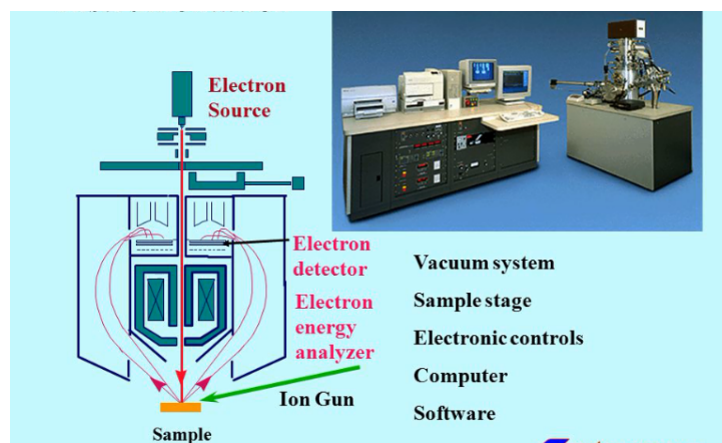 Electron
Source
Electron
detector
Electron
energy
analyzer
Ion Gun
Sample
Vacuum system
Sample stage
Electronic controls
Computer
Software